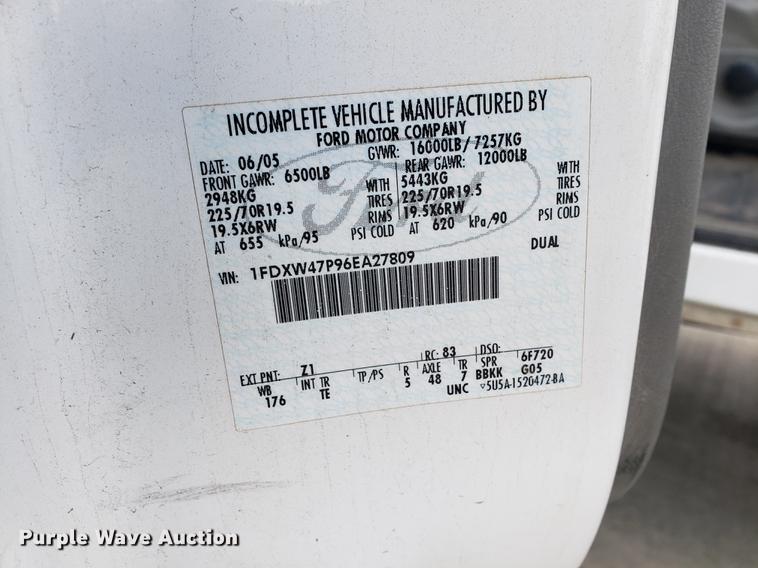 INCOMPLETE VEHICLE MANUFACTURED BY
FORD MOTOR COMPANY
DATE: 06/05 GVWR: 16000LB/ 7257KG
FRONT GAWR: 6500LB REAR GAWR: 12000LB
2948KG WITH 5443KG WITH
225/70R19.5 TIRES 225/70R19.5 TIRES
19.5X6RW RIMS 19.5X6RW RIMS
AT 655 kPa/95 PSI COLD AT 620 kPa/90 PSI COLD
VIN: 1FDXW47P96EA27809 DUAL
Ford
EXT PNT: Z1 RC: 83 DSO: 6F720
WB INT TR TP/PS R AXLE TR SPR G05
176 TE 5 48 7 BBKK
UNC ▽5U5A-1520472-BA
Purple Wave Auction